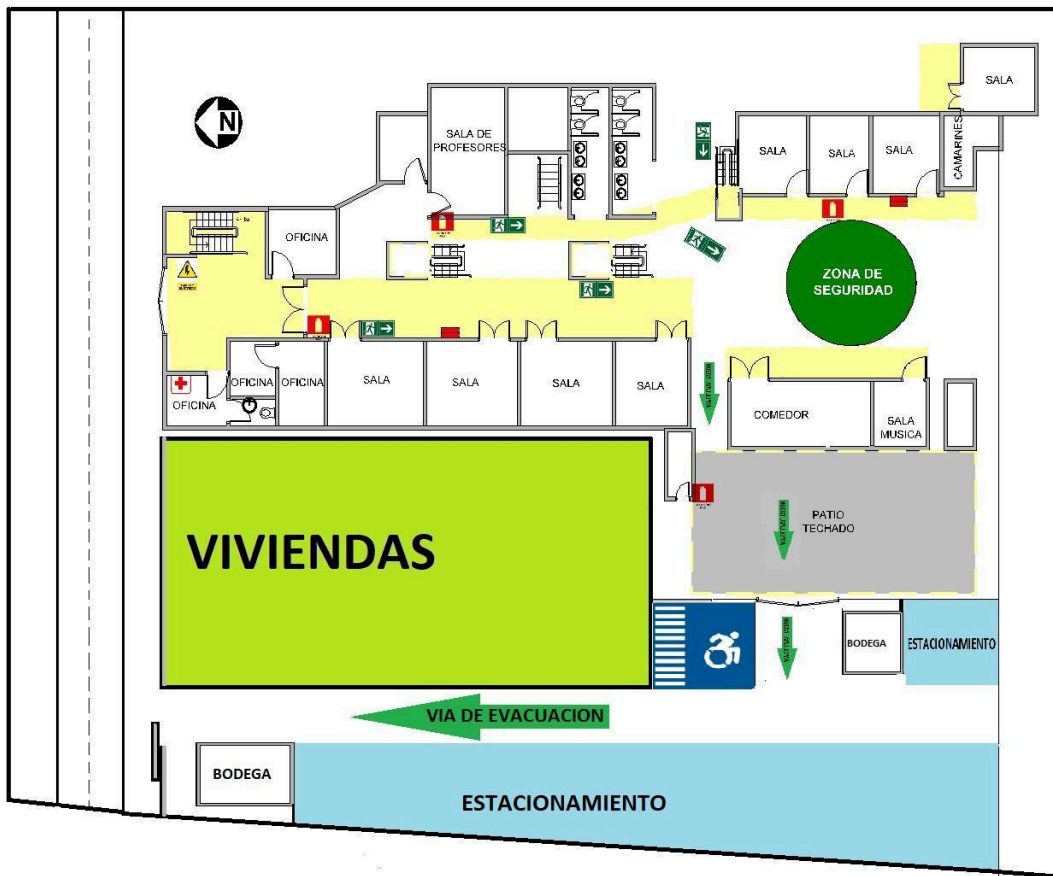 SALA
CAMARINES
N
SALA DE
PROFESORES
SALA
SALA
SALA
OFICINA
ZONA DE
SEGURIDAD
OFICINA
OFICINA
OFICINA
SALA
SALA
SALA
SALA
COMEDOR
SALA
MUSICA
VIVIENDAS
PATIO
TECHADO
BODEGA
ESTACIONAMIENTO
VIA DE EVACUACION
BODEGA
ESTACIONAMIENTO